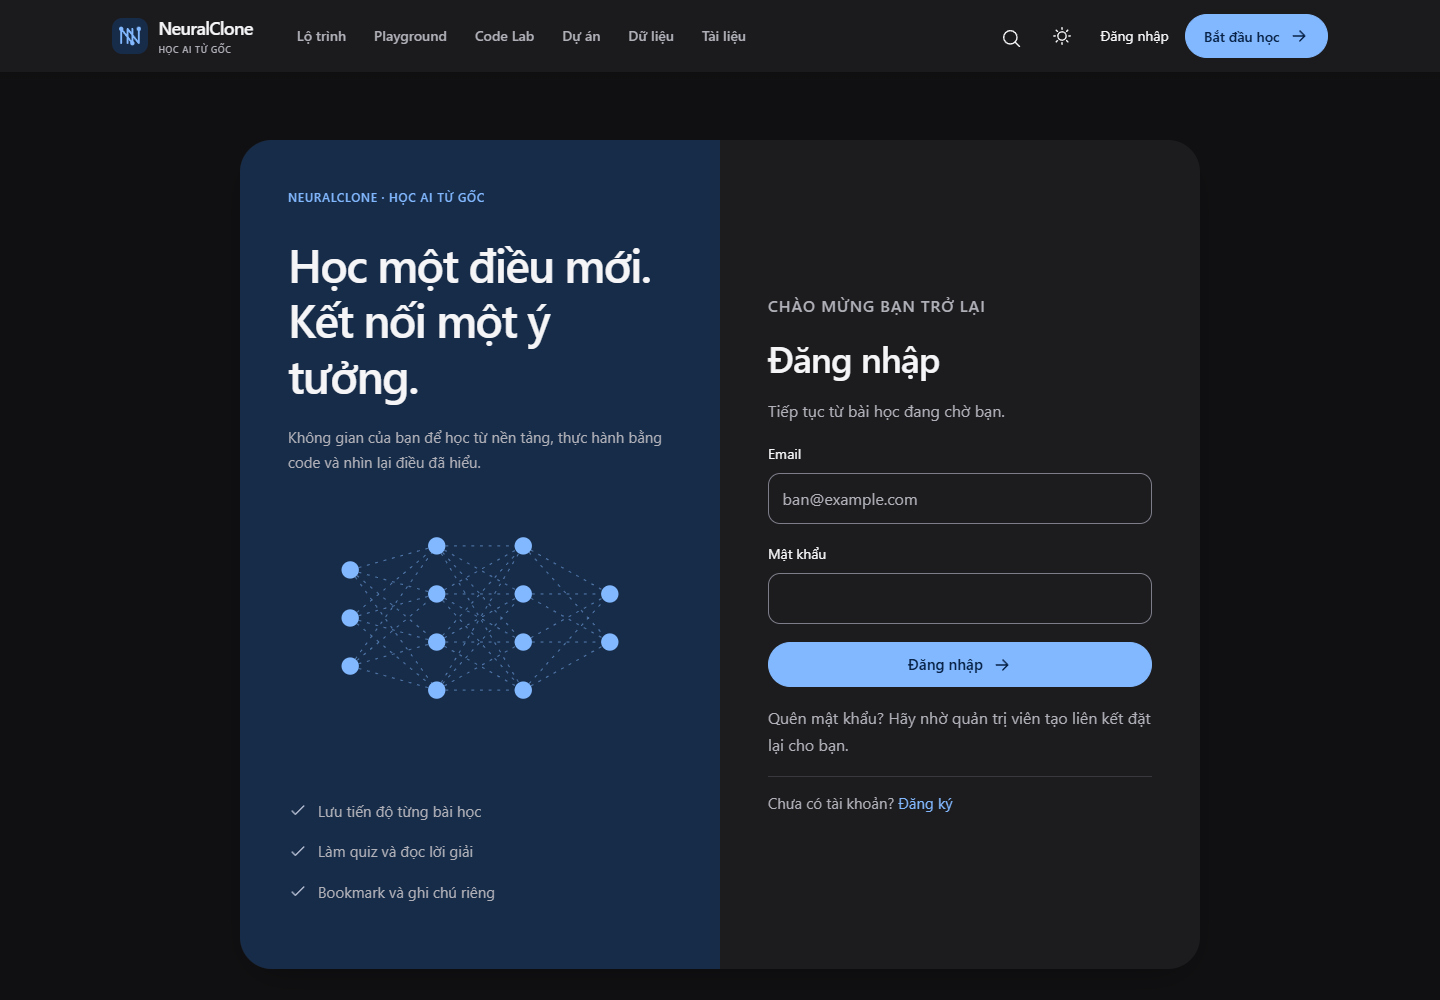 NeuralClone
HỌC AI TỪ GỐC
Lộ trình
Playground
Code Lab
Dự án
Dữ liệu
Tài liệu
Đăng nhập
Bắt đầu học
NEURALCLONE · HỌC AI TỪ GỐC
Học một điều mới.
Kết nối một ý
tưởng.
Không gian của bạn để học từ nền tảng, thực hành bằng
code và nhìn lại điều đã hiểu.
Lưu tiến độ từng bài học
Làm quiz và đọc lời giải
Bookmark và ghi chú riêng
CHÀO MỪNG BẠN TRỞ LẠI
Đăng nhập
Tiếp tục từ bài học đang chờ bạn.
Email
ban@example.com
Mật khẩu
Đăng nhập
Quên mật khẩu? Hãy nhờ quản trị viên tạo liên kết đặt
lại cho bạn.
Chưa có tài khoản? Đăng ký